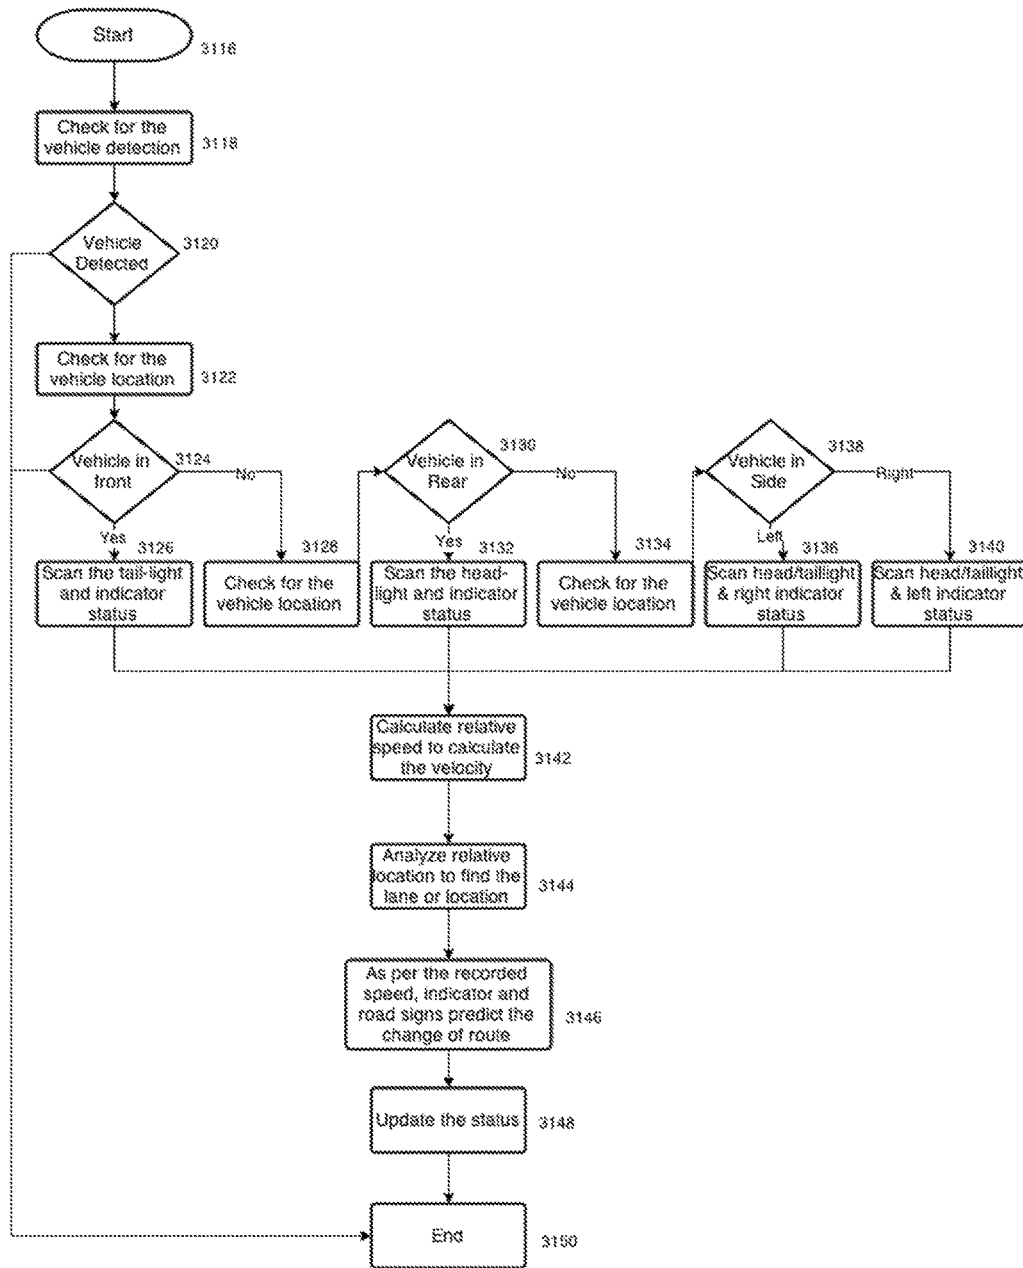 Start
3116
Check for the
vehicle detection
3118
Vehicle
Detected
3120
Check for the
vehicle location
3122
Vehicle in
front
3124
No
Yes
Vehicle in
Rear
3130
No
Yes
Vehicle in
Side
3138
Right
Left
3126
Scan the tail-light
and indicator
status
3128
Check for the
vehicle location
3132
Scan the head-
light and indicator
status
3134
Check for the
vehicle location
3136
Scan head/taillight
& right indicator
status
3140
Scan head/taillight
& left indicator
status
Calculate relative
speed to calculate
the velocity
3142
Analyze relative
location to find the
lane or location
3144
As per the recorded
speed, indicator and
road signs predict the
change of route
3146
Update the status
3148
End
3150